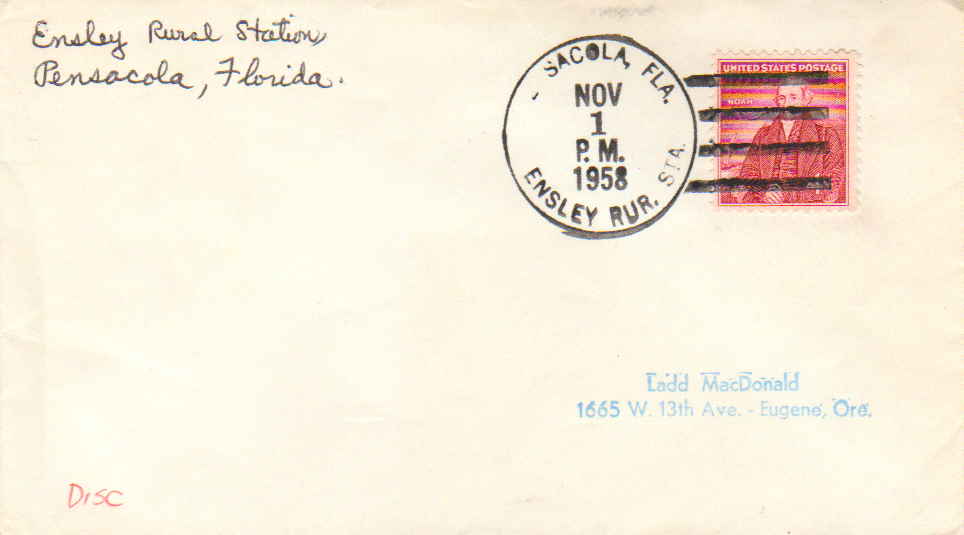 Ensley Rural Station,
Pensacola, Florida.
SACOLA, FLA.
NOV
1
P. M.
1958
ENSLEY RUR. STA.
UNITED STATES POSTAGE
NOAH
Ladd MacDonald
1665 W. 13th Ave. - Eugene, Ore.
Disc